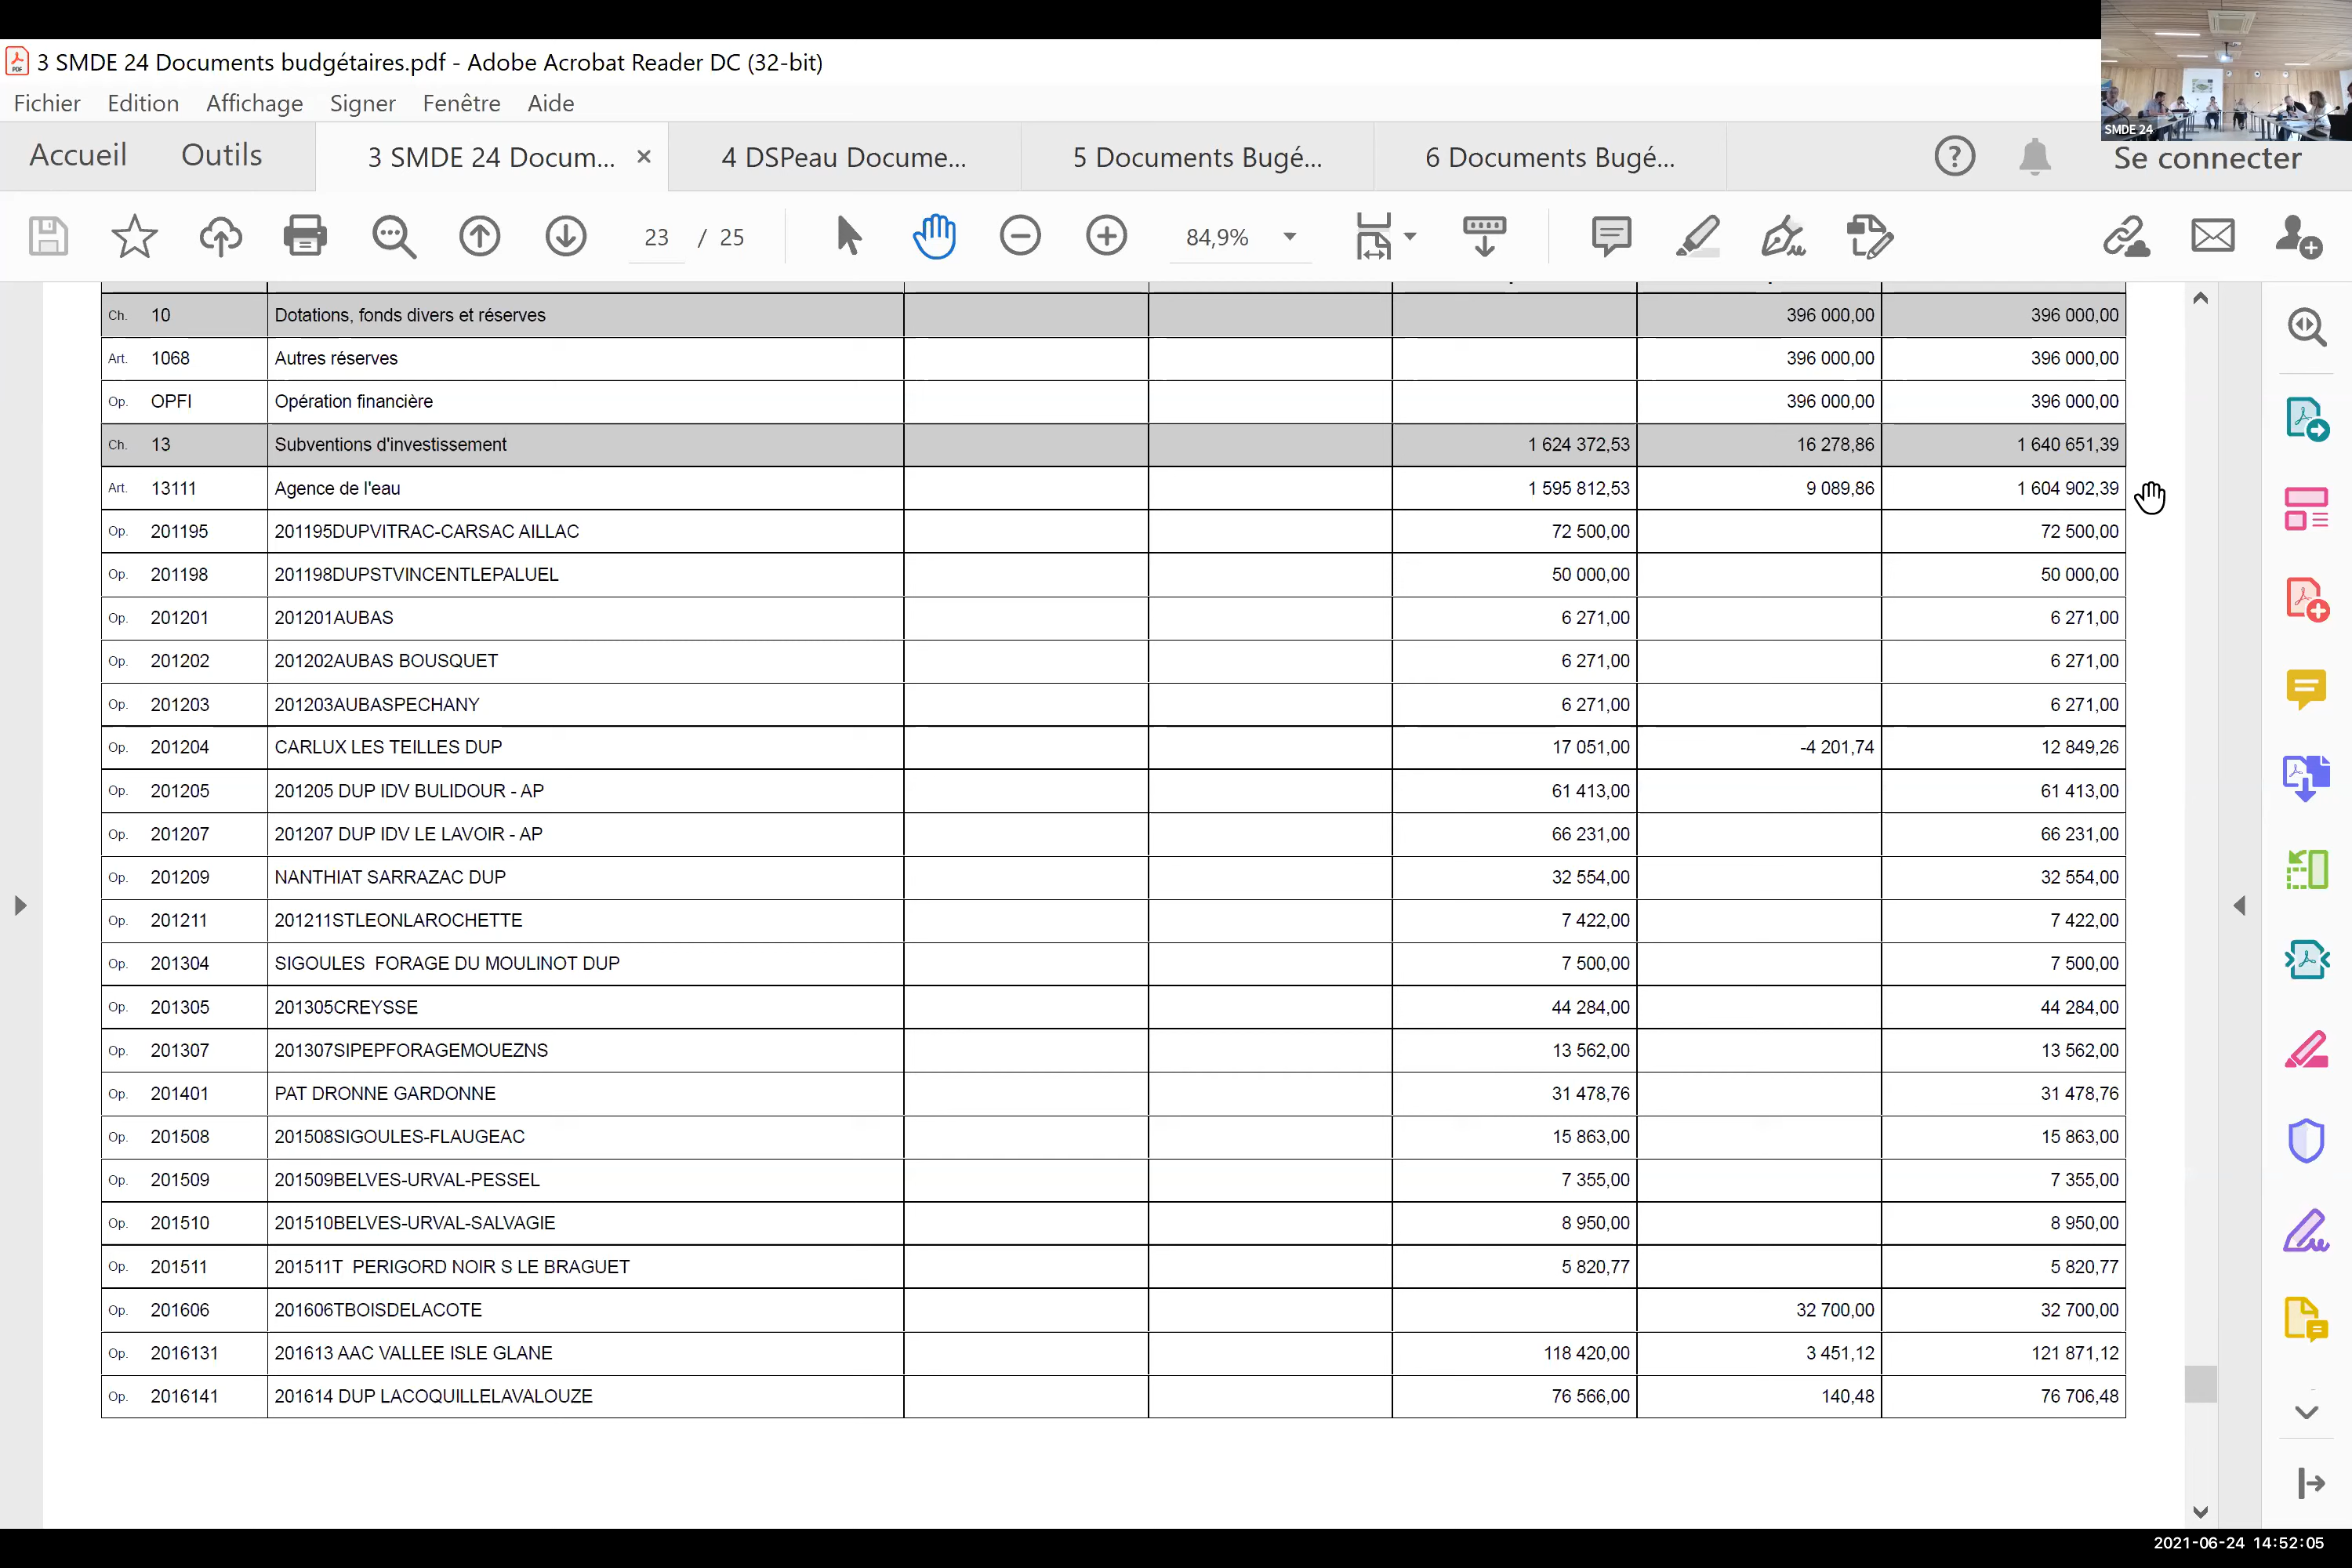 3 SMDE 24 Documents budgétaires.pdf - Adobe Acrobat Reader DC (32-bit)
SMDE 24
Fichier Edition Affichage Signer Fenêtre Aide
Accueil Outils 3 SMDE 24 Docum... × 4 DSPeau Docume... 5 Documents Bugé... 6 Documents Bugé... Se connecter
23 / 25 84,9%
Ch. 10 Dotations, fonds divers et réserves 396 000,00 396 000,00
Art. 1068 Autres réserves 396 000,00 396 000,00
Op. OPFI Opération financière 396 000,00 396 000,00
Ch. 13 Subventions d'investissement 1 624 372,53 16 278,86 1 640 651,39
Art. 13111 Agence de l'eau 1 595 812,53 9 089,86 1 604 902,39
Op. 201195 201195DUPVITRAC-CARSAC AILLAC 72 500,00 72 500,00
Op. 201198 201198DUPSTVINCENTLEPALUEL 50 000,00 50 000,00
Op. 201201 201201AUBAS 6 271,00 6 271,00
Op. 201202 201202AUBAS BOUSQUET 6 271,00 6 271,00
Op. 201203 201203AUBASPECHANY 6 271,00 6 271,00
Op. 201204 CARLUX LES TEILLES DUP 17 051,00 -4 201,74 12 849,26
Op. 201205 201205 DUP IDV BULIDOUR - AP 61 413,00 61 413,00
Op. 201207 201207 DUP IDV LE LAVOIR - AP 66 231,00 66 231,00
Op. 201209 NANTHIAT SARRAZAC DUP 32 554,00 32 554,00
Op. 201211 201211STLEONLAROCHETTE 7 422,00 7 422,00
Op. 201304 SIGOULES FORAGE DU MOULINOT DUP 7 500,00 7 500,00
Op. 201305 201305CREYSSE 44 284,00 44 284,00
Op. 201307 201307SIPEPFORAGEMOUEZNS 13 562,00 13 562,00
Op. 201401 PAT DRONNE GARDONNE 31 478,76 31 478,76
Op. 201508 201508SIGOULES-FLAUGEAC 15 863,00 15 863,00
Op. 201509 201509BELVES-URVAL-PESSEL 7 355,00 7 355,00
Op. 201510 201510BELVES-URVAL-SALVAGIE 8 950,00 8 950,00
Op. 201511 201511T PERIGORD NOIR S LE BRAGUET 5 820,77 5 820,77
Op. 201606 201606TBOISDELACOTE 32 700,00 32 700,00
Op. 2016131 201613 AAC VALLEE ISLE GLANE 118 420,00 3 451,12 121 871,12
Op. 2016141 201614 DUP LACOQUILLELAVALOUZE 76 566,00 140,48 76 706,48
2021-06-24 14:52:05